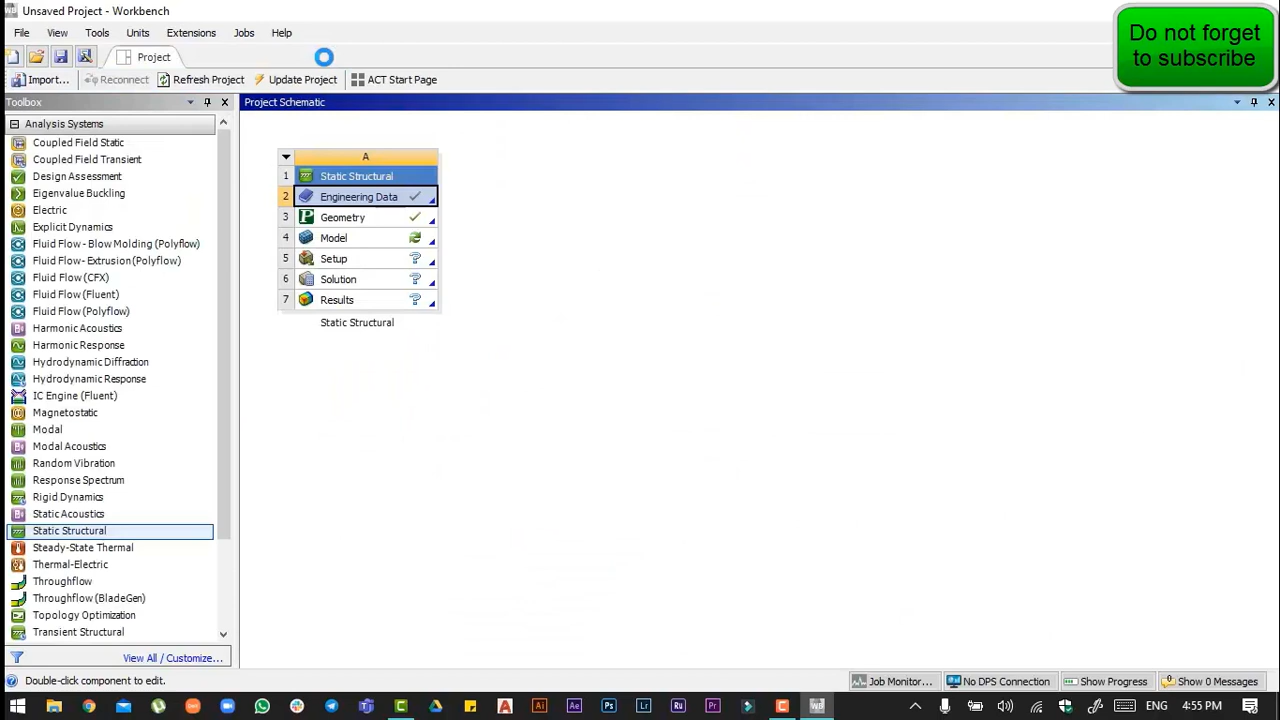 Unsaved Project - Workbench
File View Tools Units Extensions Jobs Help
Do not forget
to subscribe
Project
Import... Reconnect Refresh Project Update Project ACT Start Page
Toolbox
Project Schematic
Analysis Systems
Coupled Field Static
Coupled Field Transient
Design Assessment
Eigenvalue Buckling
Electric
Explicit Dynamics
Fluid Flow - Blow Molding (Polyflow)
Fluid Flow - Extrusion (Polyflow)
Fluid Flow (CFX)
Fluid Flow (Fluent)
Fluid Flow (Polyflow)
Harmonic Acoustics
Harmonic Response
Hydrodynamic Diffraction
Hydrodynamic Response
IC Engine (Fluent)
Magnetostatic
Modal
Modal Acoustics
Random Vibration
Response Spectrum
Rigid Dynamics
Static Acoustics
Static Structural
Steady-State Thermal
Thermal-Electric
Throughflow
Throughflow (BladeGen)
Topology Optimization
Transient Structural
View All / Customize...
A
1 Static Structural
2 Engineering Data
3 P Geometry
4 Model
5 Setup ?
6 Solution ?
7 Results ?
Static Structural
Double-click component to edit.
Job Monitor... No DPS Connection Show Progress Show 0 Messages
A Ai Ae Ps Lr Ru Pr C WB 4:55 PM